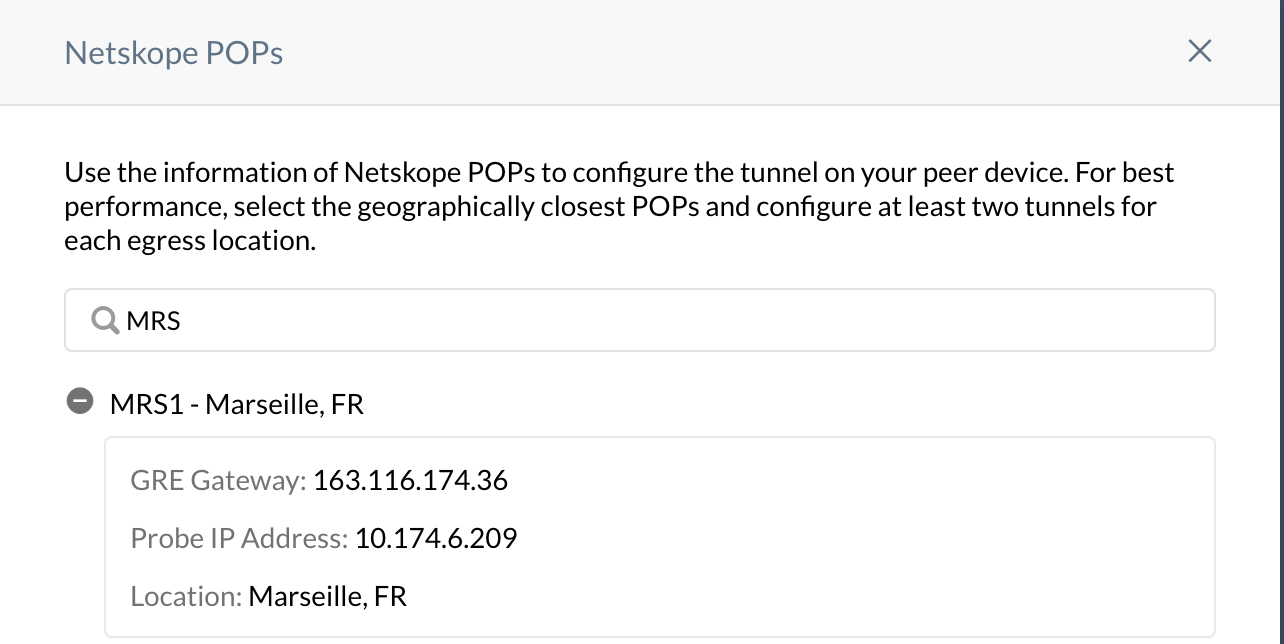 Netskope POPs
Use the information of Netskope POPs to configure the tunnel on your peer device. For best
performance, select the geographically closest POPs and configure at least two tunnels for
each egress location.
MRS
MRS1 - Marseille, FR
GRE Gateway: 163.116.174.36
Probe IP Address: 10.174.6.209
Location: Marseille, FR